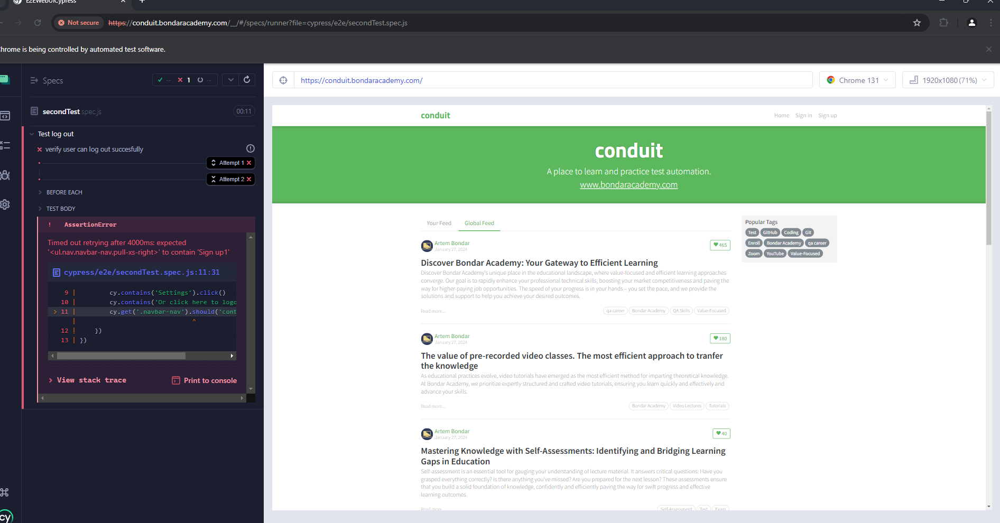 E2EWebUICypress
Not secure
https://conduit.bondaracademy.com/__/#/specs/runner?file=cypress/e2e/secondTest.spec.js
hrome is being controlled by automated test software.
Specs
-- 1 --
secondTest.spec.js
00:11
Test log out
verify user can log out succesfully
Attempt 1
Attempt 2
BEFORE EACH
TEST BODY
! AssertionError
Timed out retrying after 4000ms: expected
'<ul.nav.navbar-nav.pull-xs-right>' to contain 'Sign up1'
cypress/e2e/secondTest.spec.js:11:31
9 | cy.contains('Settings').click()
10 | cy.contains('Or click here to logo
> 11 | cy.get('.navbar-nav').should('cont
| ^
12 | })
13 | })
View stack trace
Print to console
cy
https://conduit.bondaracademy.com/
Chrome 131
1920x1080 (71%)
conduit
Home Sign in Sign up
conduit
A place to learn and practice test automation.
www.bondaracademy.com
Your Feed Global Feed
Artem Bondar
January 27, 2024
465
Discover Bondar Academy: Your Gateway to Efficient Learning
Discover Bondar Academy's unique place in the educational landscape, where value-focused and efficient learning approaches
converge. Our goal is to rapidly enhance your professional technical skills, boosting your market competitiveness and paving the
way for higher-paying job opportunities. The speed of your progress is in your hands – you set the pace, and we provide the
solutions and support to help you achieve your desired outcomes.
Read more...
qa career Bondar Academy QA Skills Value-Focused
Artem Bondar
January 27, 2024
180
The value of pre-recorded video classes. The most efficient approach to tranfer
the knowledge
As educational practices evolve, video tutorials have emerged as the most efficient method for imparting theoretical knowledge.
At Bondar Academy, we prioritize expertly structured and crafted video tutorials, ensuring you learn quickly and effectively and
advance your skills.
Read more...
Bondar Academy Video Lectures Tutorials
Artem Bondar
January 27, 2024
40
Mastering Knowledge with Self-Assessments: Identifying and Bridging Learning
Gaps in Education
Self-assessment is an essential tool for gauging your understanding of lecture material. It answers critical questions: Have you
grasped everything correctly? Is there anything you've missed? Are you prepared for the next lesson? These assessments ensure
that you build a solid foundation of knowledge, confidently and efficiently paving the way for swift progress and effective
learning outcomes.
Read more...
Self-Assessment Test Exam
Popular Tags
Test GitHub Coding Git
Enroll Bondar Academy qa career
Zoom YouTube Value-Focused